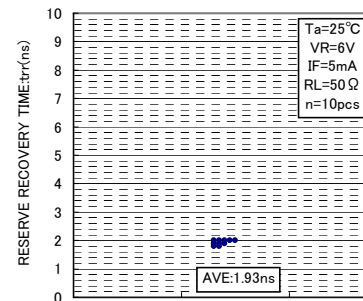 RESERVE RECOVERY TIME:trr(ns)
10
9
8
7
6
5
4
3
2
1
0
Ta=25℃
VR=6V
IF=5mA
RL=50Ω
n=10pcs
AVE:1.93ns